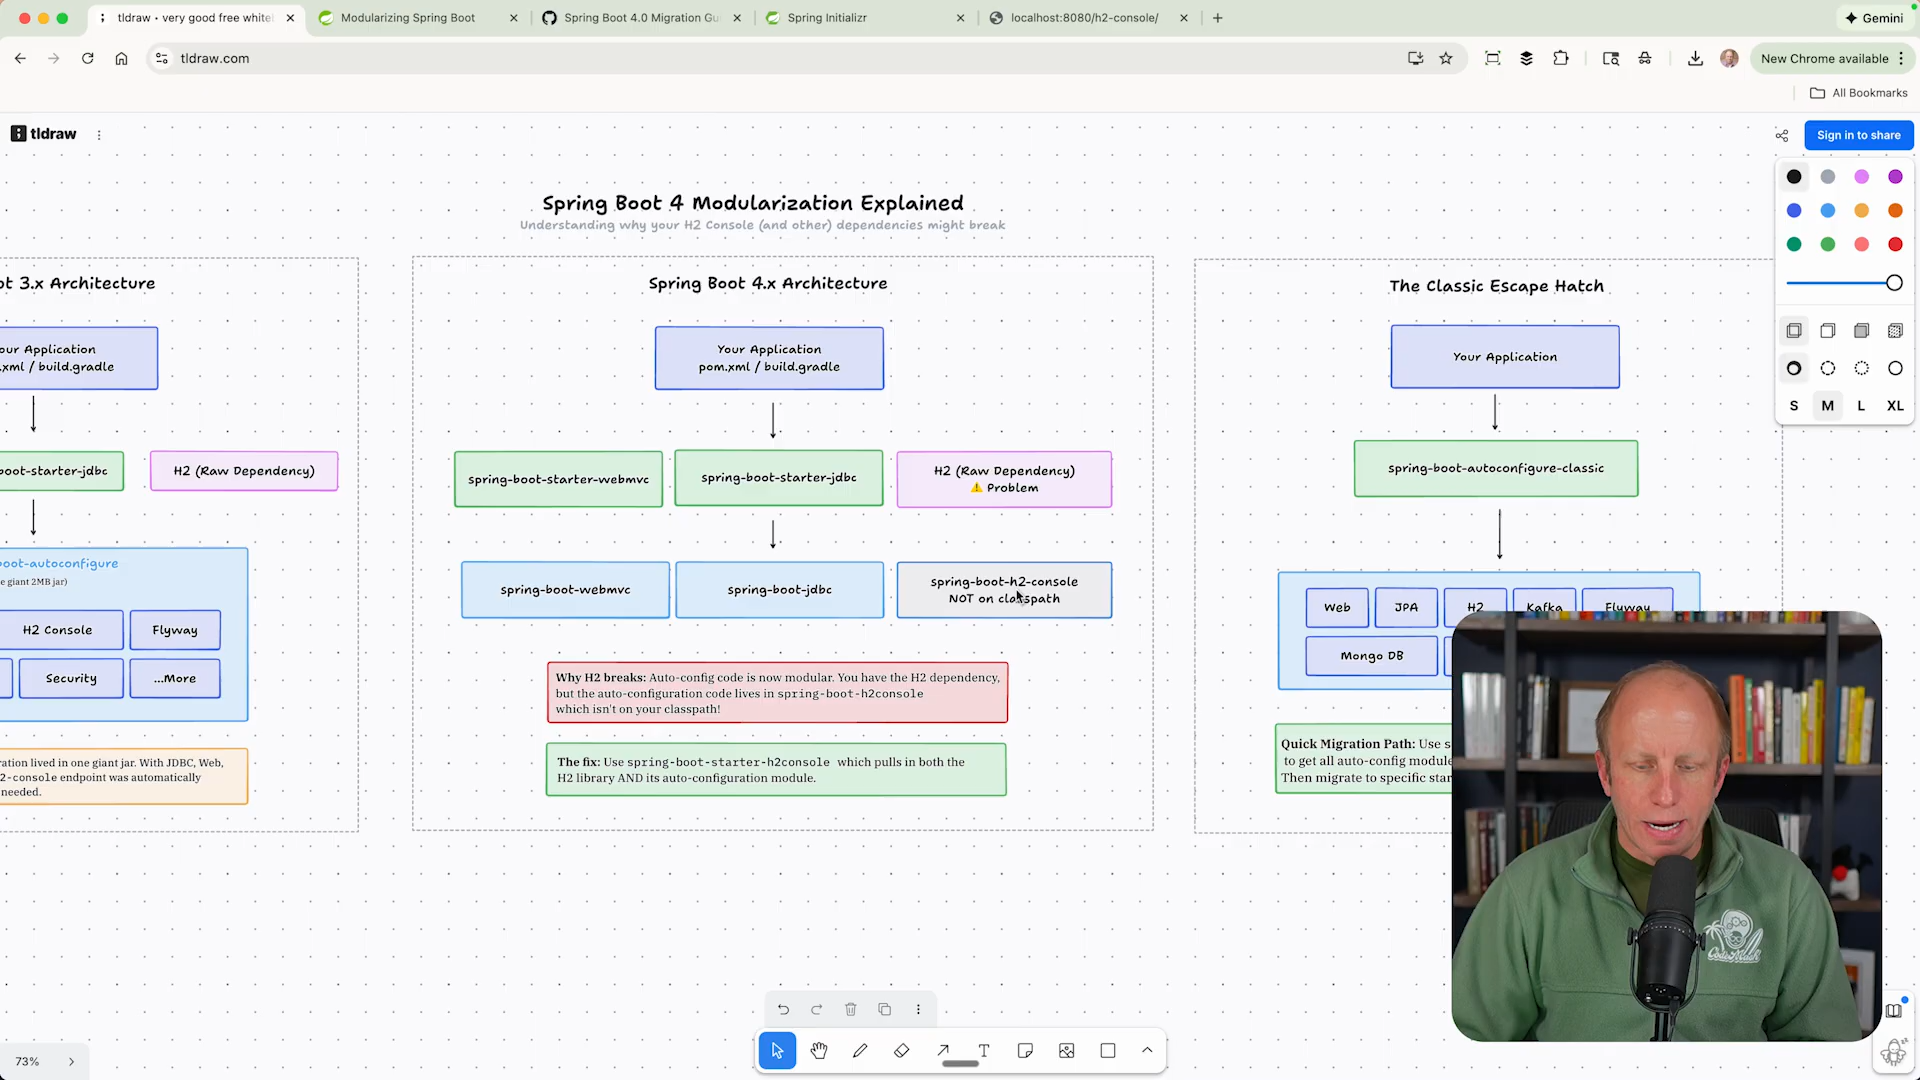 tldraw • very good free white
Modularizing Spring Boot
Spring Boot 4.0 Migration Gu
Spring Initializr
localhost:8080/h2-console/
Gemini
tldraw.com
New Chrome available
All Bookmarks
tldraw
Sign in to share
Spring Boot 4 Modularization Explained
Understanding why your H2 Console (and other) dependencies might break
ot 3.x Architecture
our Application
.xml / build.gradle
boot-starter-jdbc
H2 (Raw Dependency)
boot-autoconfigure
e giant 2MB jar)
H2 Console
Flyway
Security
...More
ration lived in one giant jar. With JDBC, Web,
2-console endpoint was automatically
needed.
Spring Boot 4.x Architecture
Your Application
pom.xml / build.gradle
spring-boot-starter-webmvc
spring-boot-starter-jdbc
H2 (Raw Dependency)
⚠️ Problem
spring-boot-webmvc
spring-boot-jdbc
spring-boot-h2-console
NOT on classpath
Why H2 breaks: Auto-config code is now modular. You have the H2 dependency,
but the auto-configuration code lives in spring-boot-h2console
which isn't on your classpath!
The fix: Use spring-boot-starter-h2console which pulls in both the
H2 library AND its auto-configuration module.
The Classic Escape Hatch
Your Application
spring-boot-autoconfigure-classic
Web
JPA
H2
Kafka
Flyway
Mongo DB
Quick Migration Path: Use s
to get all auto-config module
Then migrate to specific star
S
M
L
XL
CodeMash
73%